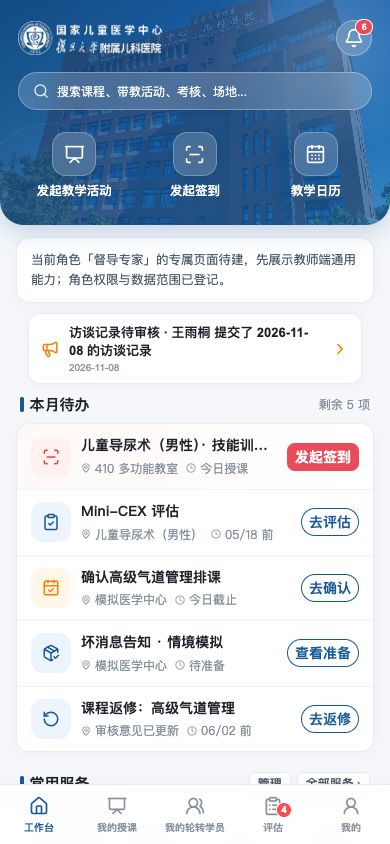 国家儿童医学中心
復旦大学附属儿科医院
6
搜索课程、带教活动、考核、场地...
发起教学活动
发起签到
教学日历
当前角色「督导专家」的专属页面待建，先展示教师端通用
能力；角色权限与数据范围已登记。
访谈记录待审核 · 王雨桐 提交了 2026-11-
08 的访谈记录
2026-11-08
本月待办
剩余 5 项
儿童导尿术（男性）· 技能训...
410 多功能教室 今日授课
发起签到
Mini-CEX 评估
儿童导尿术（男性） 05/18 前
去评估
确认高级气道管理排课
模拟医学中心 今日截止
去确认
坏消息告知 · 情境模拟
模拟医学中心 待准备
查看准备
课程返修：高级气道管理
审核意见已更新 06/02 前
去返修
常用服务
管理
全部服务 ›
工作台
我的授课
我的轮转学员
4
评估
我的